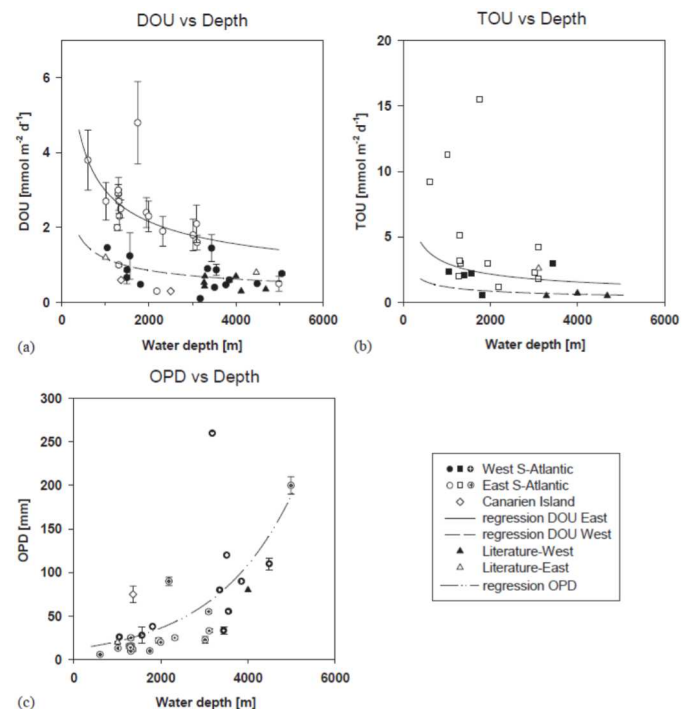 DOU vs Depth
TOU vs Depth
DOU [mmol m-2 d-1]
6
4
2
0
0 2000 4000 6000
Water depth [m]
(a)
TOU [mmol m-2 d-1]
20
15
10
5
0
0 2000 4000 6000
Water depth [m]
(b)
OPD vs Depth
OPD [mm]
300
250
200
150
100
50
0
0 2000 4000 6000
Water depth [m]
(c)
West S-Atlantic
East S-Atlantic
Canarien Island
regression DOU East
regression DOU West
Literature-West
Literature-East
regression OPD